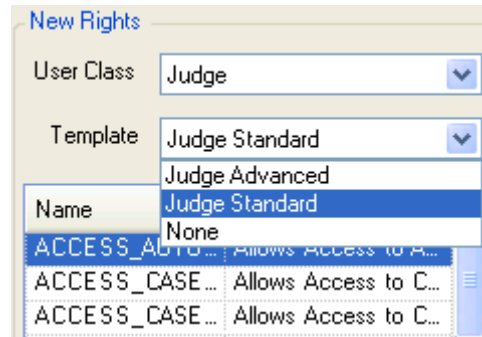 New Rights
User Class Judge
Template Judge Standard
Judge Advanced
Name Judge Standard
None
ACCESS_AUTO... Allows Access to A...
ACCESS_CASE... Allows Access to C...
ACCESS_CASE... Allows Access to C...